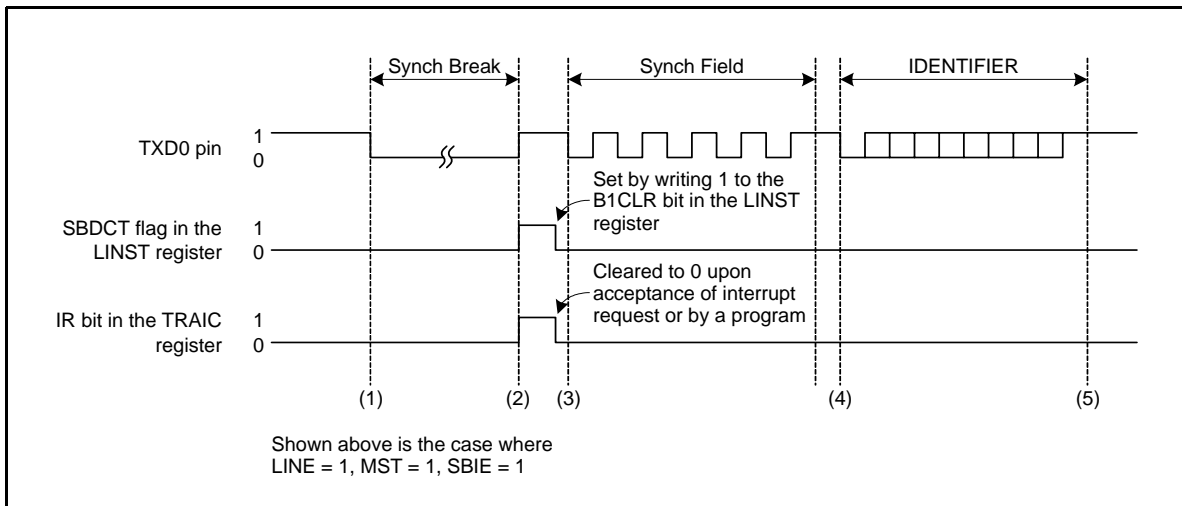 Synch Break
Synch Field
IDENTIFIER
TXD0 pin
1
0
Set by writing 1 to the
B1CLR bit in the LINST
register
SBDCT flag in the
LINST register
1
0
Cleared to 0 upon
acceptance of interrupt
request or by a program
IR bit in the TRAIC
register
1
0
(1)
(2)
(3)
(4)
(5)
Shown above is the case where
LINE = 1, MST = 1, SBIE = 1